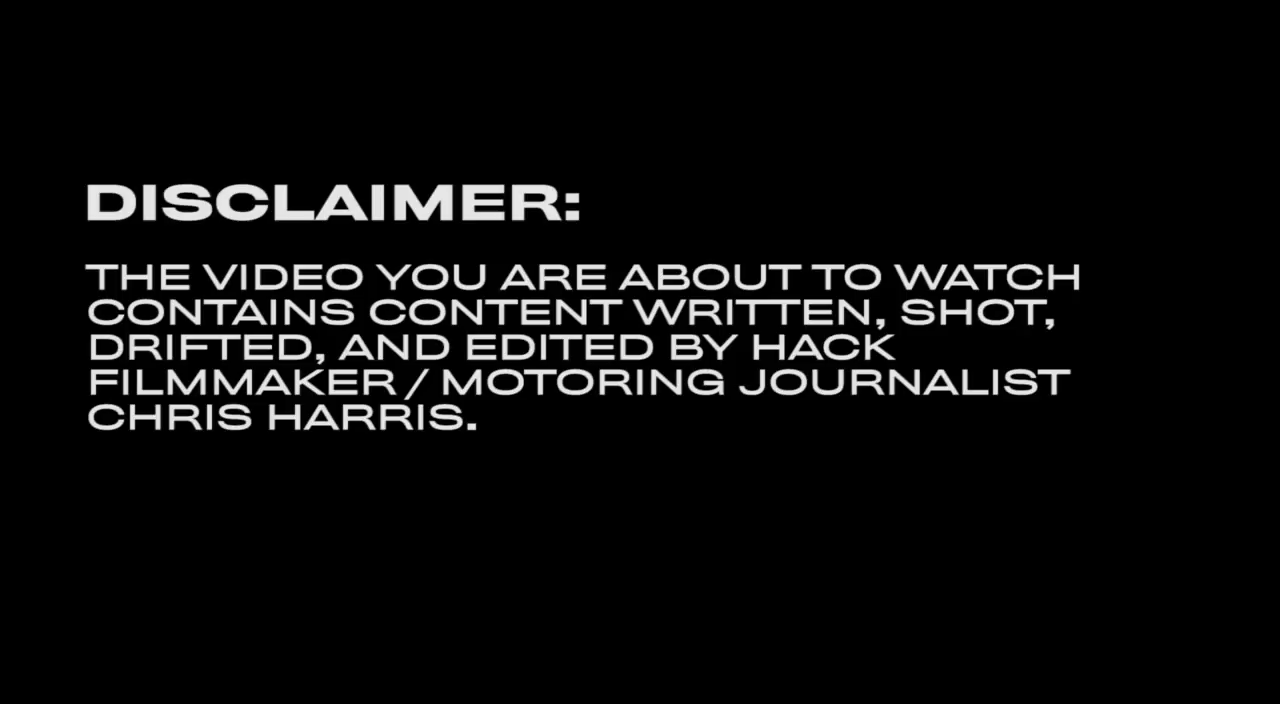 DISCLAIMER:
THE VIDEO YOU ARE ABOUT TO WATCH
CONTAINS CONTENT WRITTEN, SHOT,
DRIFTED, AND EDITED BY HACK
FILMMAKER / MOTORING JOURNALIST
CHRIS HARRIS.